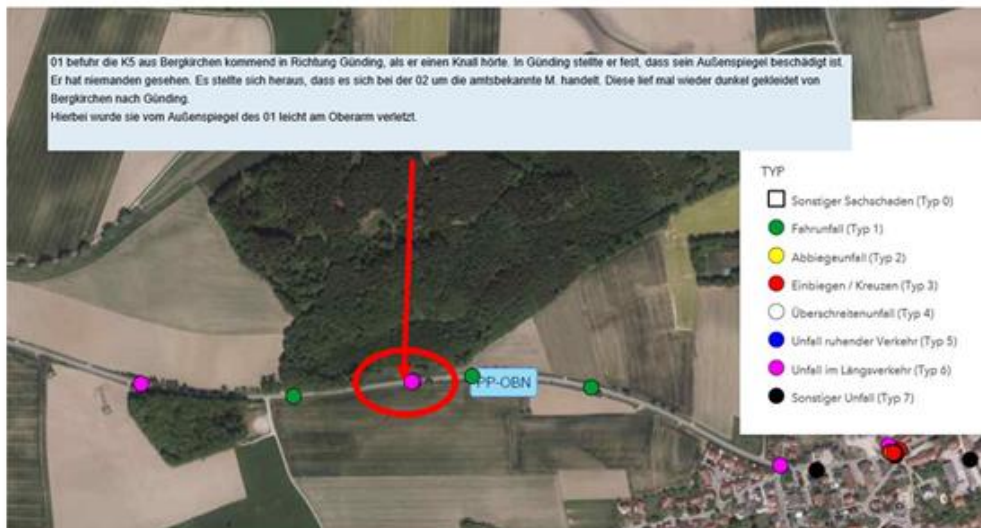 01 befuhr die K5 aus Bergkirchen kommend in Richtung Günding, als er einen Knall hörte. In Günding stellte er fest, dass sein Außenspiegel beschädigt ist.
Er hat niemanden gesehen. Es stellte sich heraus, dass es sich bei der 02 um die amtsbekannte M. handelt. Diese lief mal wieder dunkel gekleidet von
Bergkirchen nach Günding.
Hierbei wurde sie vom Außenspiegel des 01 leicht am Oberarm verletzt.
TYP
Sonstiger Sachschaden (Typ 0)
Fahrunfall (Typ 1)
Abbiegeunfall (Typ 2)
Einbiegen / Kreuzen (Typ 3)
Überschreitenunfall (Typ 4)
Unfall ruhender Verkehr (Typ 5)
Unfall im Längsverkehr (Typ 6)
Sonstiger Unfall (Typ 7)
PP-OBN